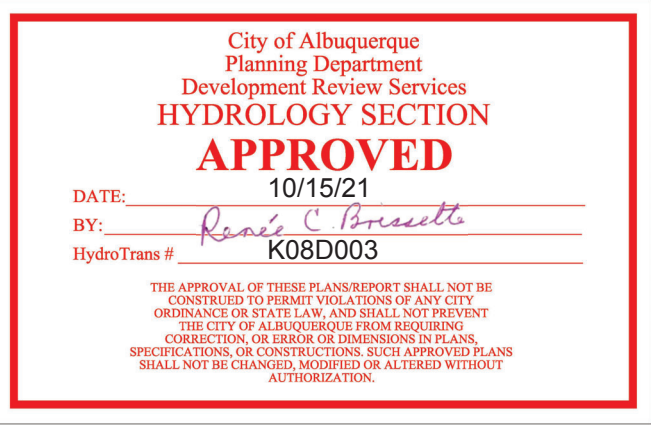 City of Albuquerque
Planning Department
Development Review Services
HYDROLOGY SECTION
APPROVED
DATE: 10/15/21
BY: Renée C. Brissette
HydroTrans # K08D003
THE APPROVAL OF THESE PLANS/REPORT SHALL NOT BE
CONSTRUED TO PERMIT VIOLATIONS OF ANY CITY
ORDINANCE OR STATE LAW, AND SHALL NOT PREVENT
THE CITY OF ALBUQUERQUE FROM REQUIRING
CORRECTION, OR ERROR OR DIMENSIONS IN PLANS,
SPECIFICATIONS, OR CONSTRUCTIONS. SUCH APPROVED PLANS
SHALL NOT BE CHANGED, MODIFIED OR ALTERED WITHOUT
AUTHORIZATION.